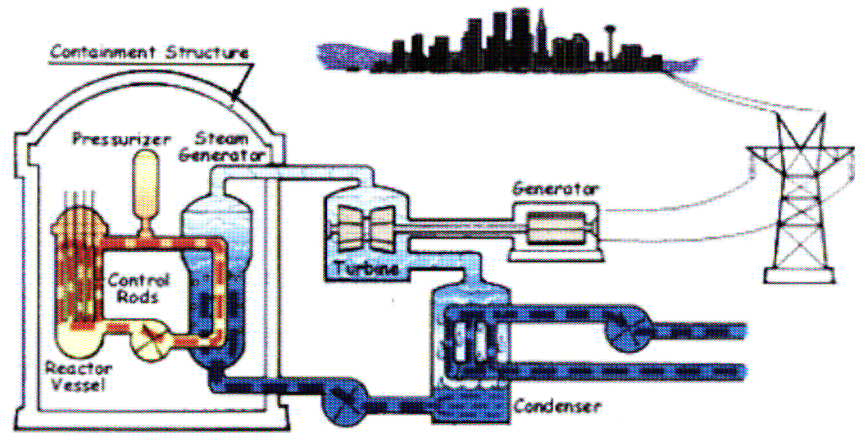 Containment Structure
Pressurizer
Steam
Generator
Generator
Turbine
Control
Rods
Reactor
Vessel
Condenser